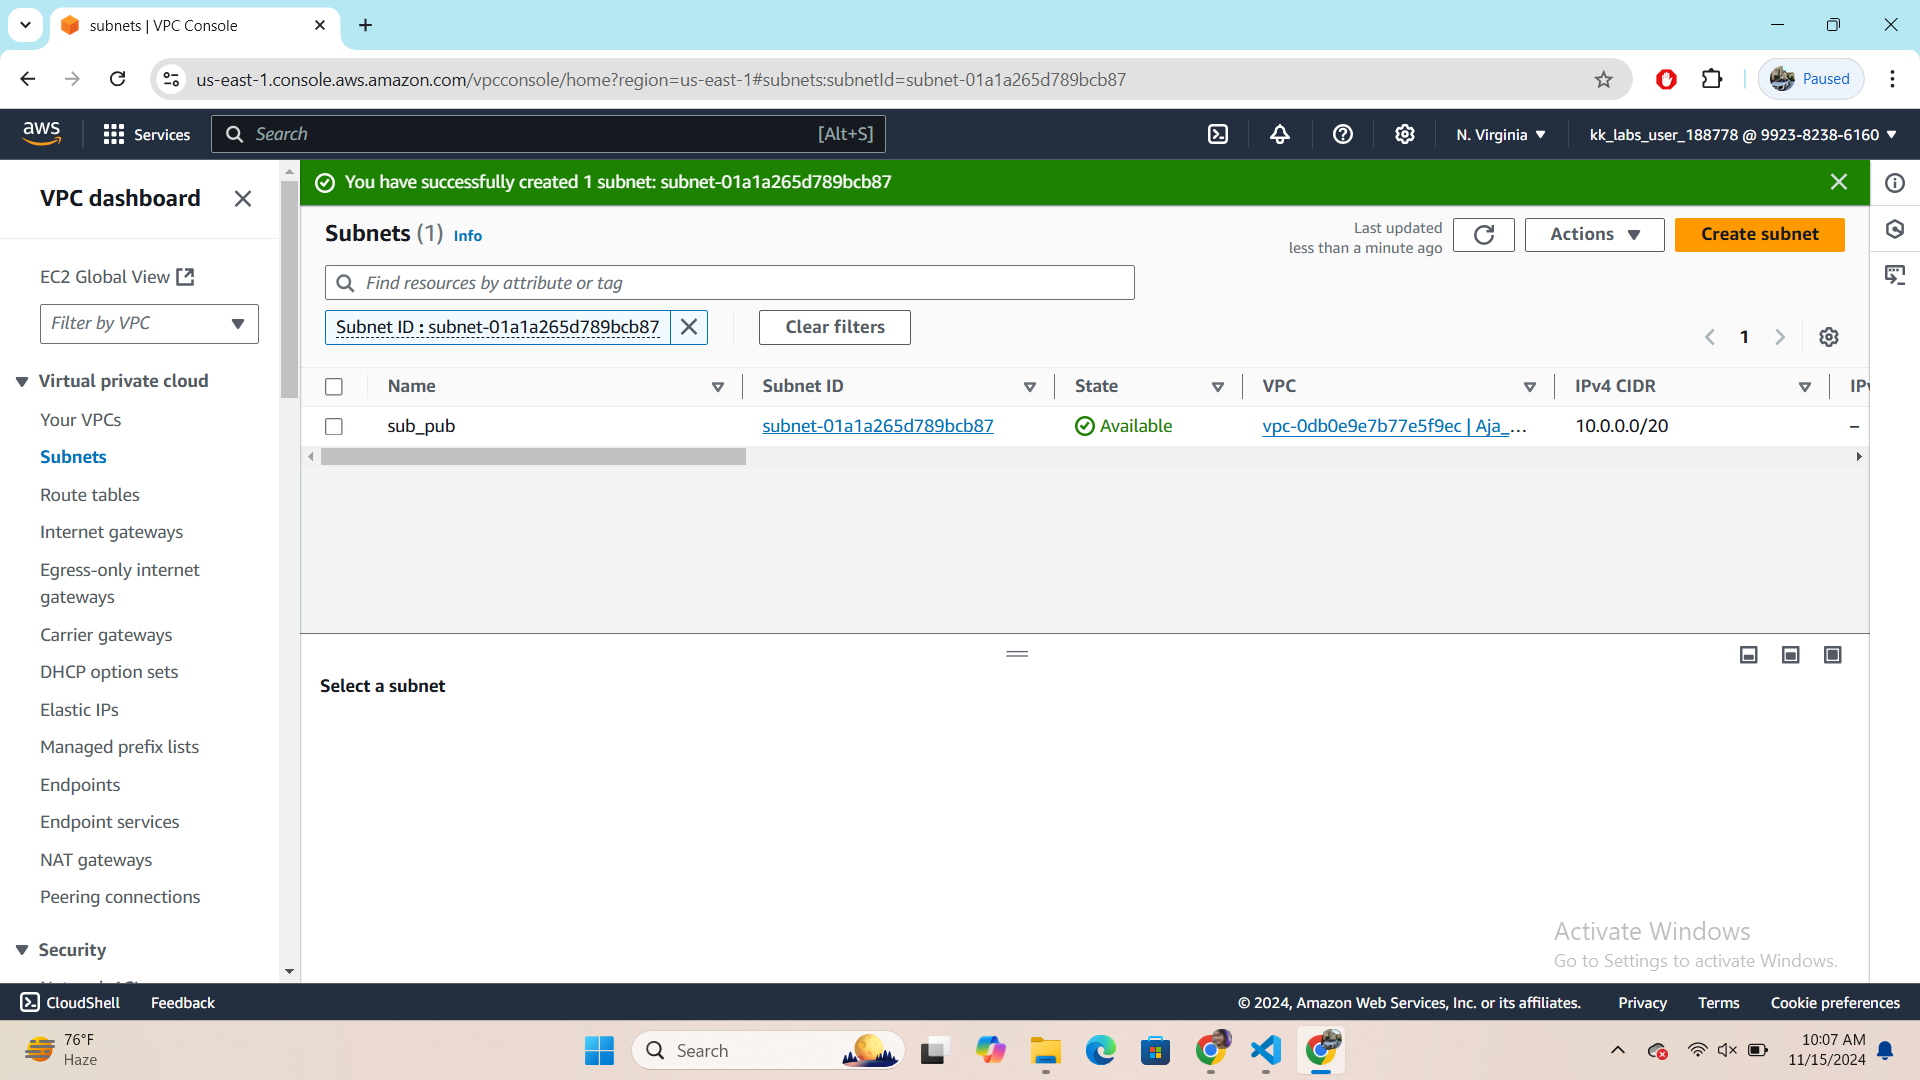 subnets | VPC Console
us-east-1.console.aws.amazon.com/vpcconsole/home?region=us-east-1#subnets:subnetId=subnet-01a1a265d789bcb87
Paused
aws
Services
Search
[Alt+S]
N. Virginia
kk_labs_user_188778 @ 9923-8238-6160
VPC dashboard
EC2 Global View
Filter by VPC
Virtual private cloud
Your VPCs
Subnets
Route tables
Internet gateways
Egress-only internet
gateways
Carrier gateways
DHCP option sets
Elastic IPs
Managed prefix lists
Endpoints
Endpoint services
NAT gateways
Peering connections
Security
You have successfully created 1 subnet: subnet-01a1a265d789bcb87
Subnets (1) Info
Last updated
less than a minute ago
Actions
Create subnet
Find resources by attribute or tag
Subnet ID : subnet-01a1a265d789bcb87
Clear filters
1
Name Subnet ID State VPC IPv4 CIDR IPv
sub_pub subnet-01a1a265d789bcb87 Available vpc-0db0e9e7b77e5f9ec | Aja_... 10.0.0.0/20 –
Select a subnet
Activate Windows
Go to Settings to activate Windows.
CloudShell Feedback © 2024, Amazon Web Services, Inc. or its affiliates. Privacy Terms Cookie preferences
76°F
Haze
Search
10:07 AM
11/15/2024